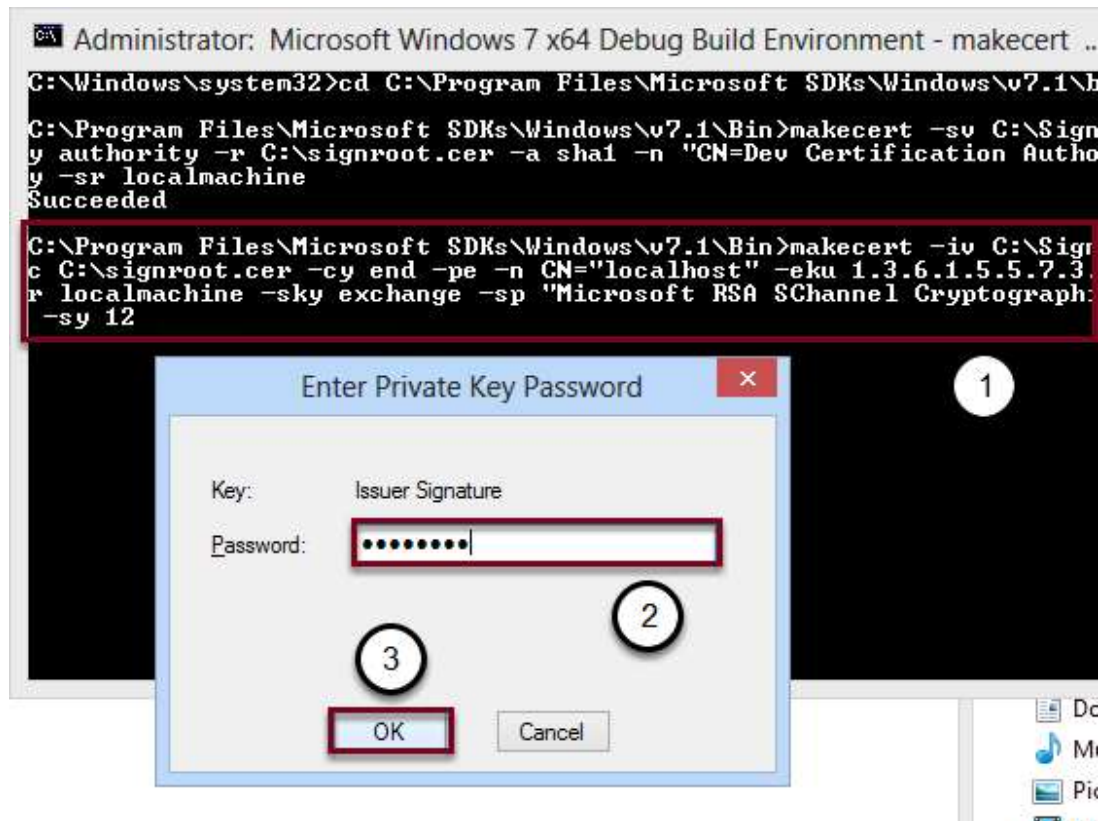 Administrator: Microsoft Windows 7 x64 Debug Build Environment - makecert ..
C:\Windows\system32>cd C:\Program Files\Microsoft SDKs\Windows\v7.1\b
C:\Program Files\Microsoft SDKs\Windows\v7.1\Bin>makecert -sv C:\Sign
y authority -r C:\signroot.cer -a sha1 -n "CN=Dev Certification Autho
y -sr localmachine
Succeeded
C:\Program Files\Microsoft SDKs\Windows\v7.1\Bin>makecert -iv C:\Sign
c C:\signroot.cer -cy end -pe -n CN="localhost" -eku 1.3.6.1.5.5.7.3.
r localmachine -sky exchange -sp "Microsoft RSA SChannel Cryptographi
-sy 12
Enter Private Key Password
1
Key: Issuer Signature
Password:
2
3
OK Cancel
Do
Mu
Pic